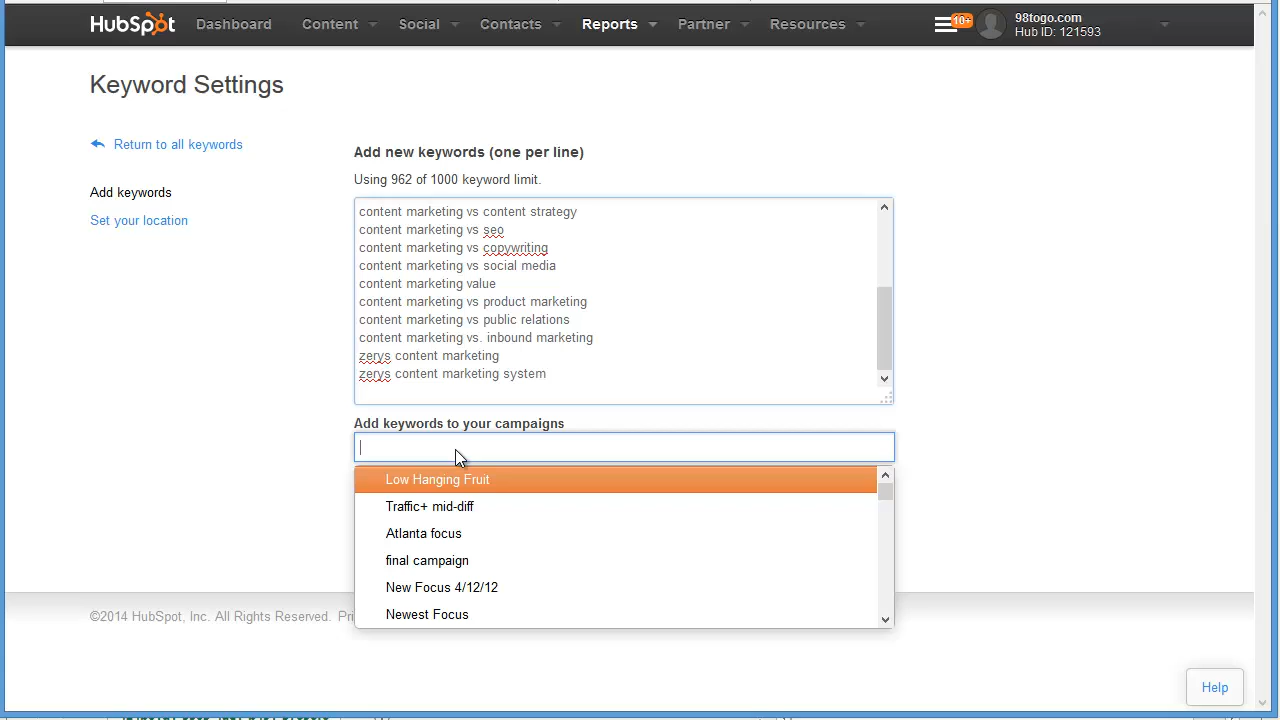 HubSpot Dashboard Content Social Contacts Reports Partner Resources 10+ 98togo.com
Hub ID: 121593
Keyword Settings
Return to all keywords
Add keywords
Set your location
Add new keywords (one per line)
Using 962 of 1000 keyword limit.
content marketing vs content strategy
content marketing vs seo
content marketing vs copywriting
content marketing vs social media
content marketing value
content marketing vs product marketing
content marketing vs public relations
content marketing vs. inbound marketing
zerys content marketing
zerys content marketing system
Add keywords to your campaigns
Low Hanging Fruit
Traffic+ mid-diff
Atlanta focus
final campaign
New Focus 4/12/12
Newest Focus
©2014 HubSpot, Inc. All Rights Reserved. Pri
Help